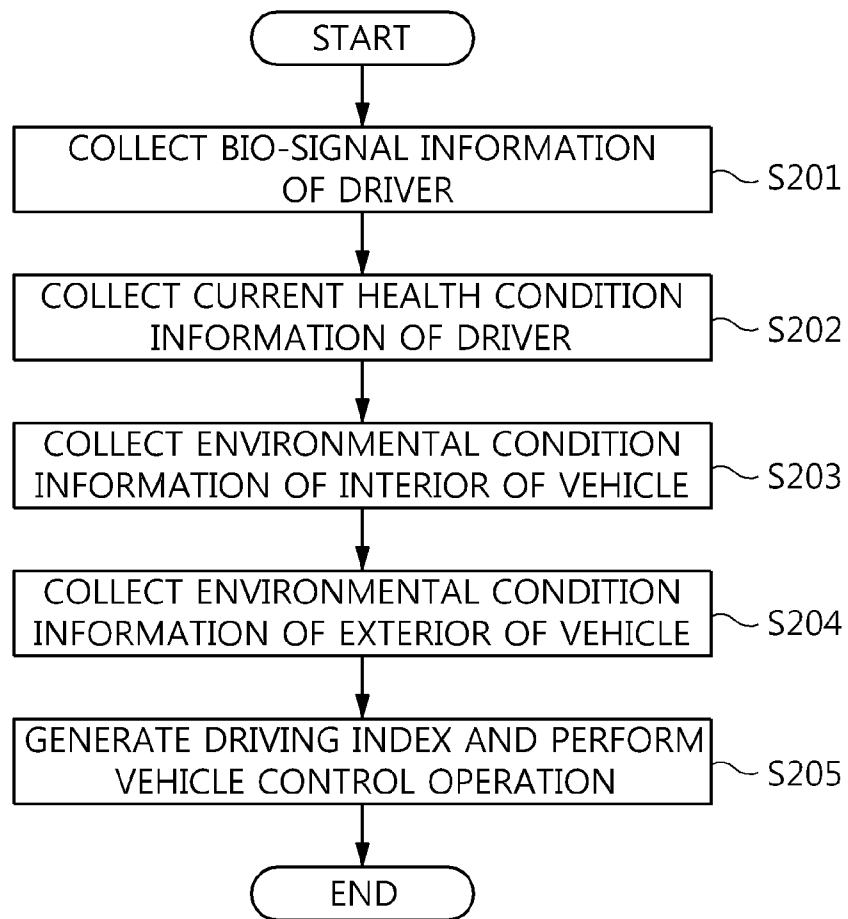 START
COLLECT BIO-SIGNAL INFORMATION
OF DRIVER
S201
COLLECT CURRENT HEALTH CONDITION
INFORMATION OF DRIVER
S202
COLLECT ENVIRONMENTAL CONDITION
INFORMATION OF INTERIOR OF VEHICLE
S203
COLLECT ENVIRONMENTAL CONDITION
INFORMATION OF EXTERIOR OF VEHICLE
S204
GENERATE DRIVING INDEX AND PERFORM
VEHICLE CONTROL OPERATION
S205
END